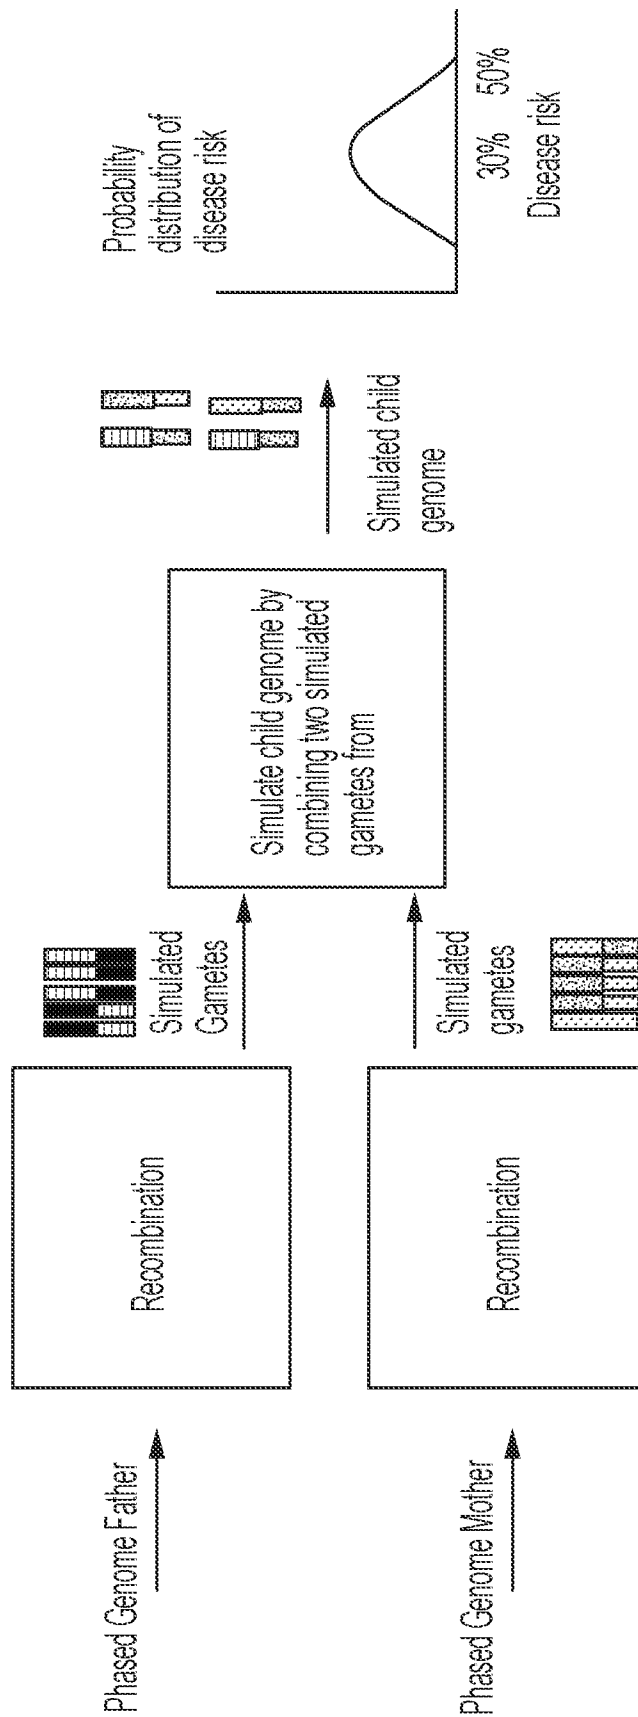 Phased Genome Father
Recombination
Simulated
Gametes
Phased Genome Mother
Recombination
Simulated
gametes
Simulate child genome by
combining two simulated
gametes from
Simulated child
genome
Probability
distribution of
disease risk
30% 50%
Disease risk